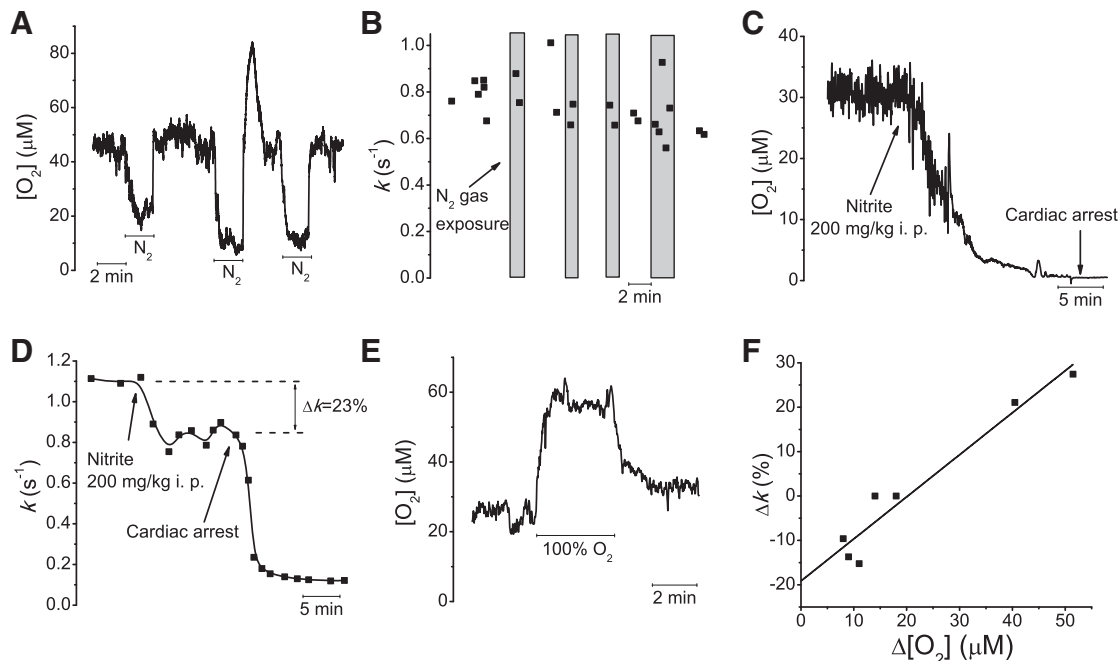 A
[O₂] (μM)
80
60
40
20
0
N₂
N₂
N₂
2 min
B
k (s⁻¹)
1.0
0.8
0.6
0.4
0.2
0.0
N₂ gas
exposure
2 min
C
[O₂] (μM)
40
30
20
10
0
Nitrite
200 mg/kg i. p.
Cardiac arrest
5 min
D
k (s⁻¹)
1.2
1.0
0.8
0.6
0.4
0.2
0.0
Δk=23%
Nitrite
200 mg/kg i. p.
Cardiac arrest
5 min
E
[O₂] (μM)
60
40
20
0
100% O₂
2 min
F
Δk (%)
30
20
10
0
-10
-20
0 10 20 30 40 50
Δ[O₂] (μM)